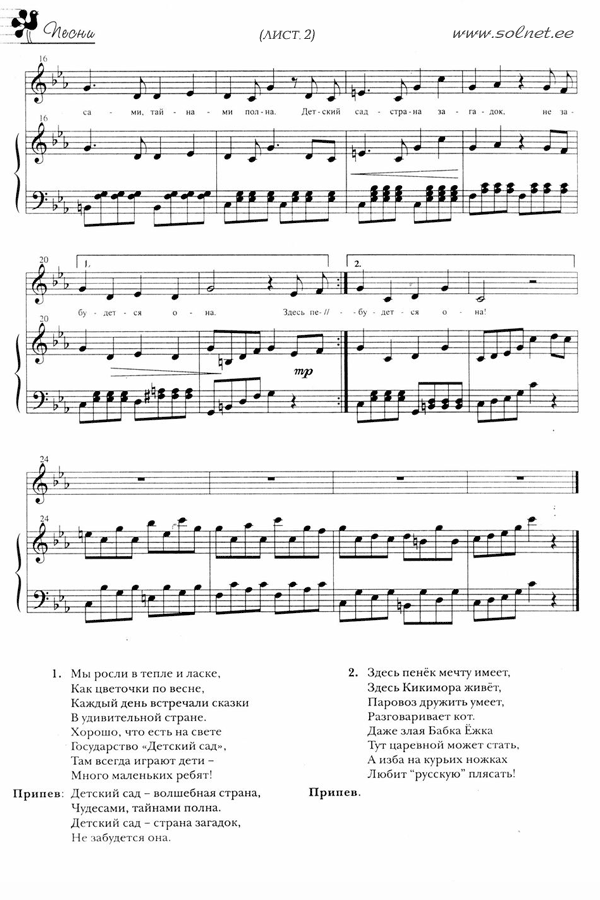 Песни
(ЛИСТ. 2)
www.solnet.ee
16
са - ми, тай - на - ми полна. Дет-ский сад-стра-на за - га-док, не за-
16
20
1.
2.
бу - дет-ся о - на. Здесь пе-//- бу-дет-ся о - на!
20
mp
24
24
1. Мы росли в тепле и ласке,
Как цветочки по весне,
Каждый день встречали сказки
В удивительной стране.
Хорошо, что есть на свете
Государство «Детский сад»,
Там всегда играют дети –
Много маленьких ребят!
Припев: Детский сад – волшебная страна,
Чудесами, тайнами полна.
Детский сад – страна загадок,
Не забудется она.
2. Здесь пенёк мечту имеет,
Здесь Кикимора живёт,
Паровоз дружить умеет,
Разговаривает кот.
Даже злая Бабка Ёжка
Тут царевной может стать,
А изба на курьих ножках
Любит "русскую" плясать!
Припев.